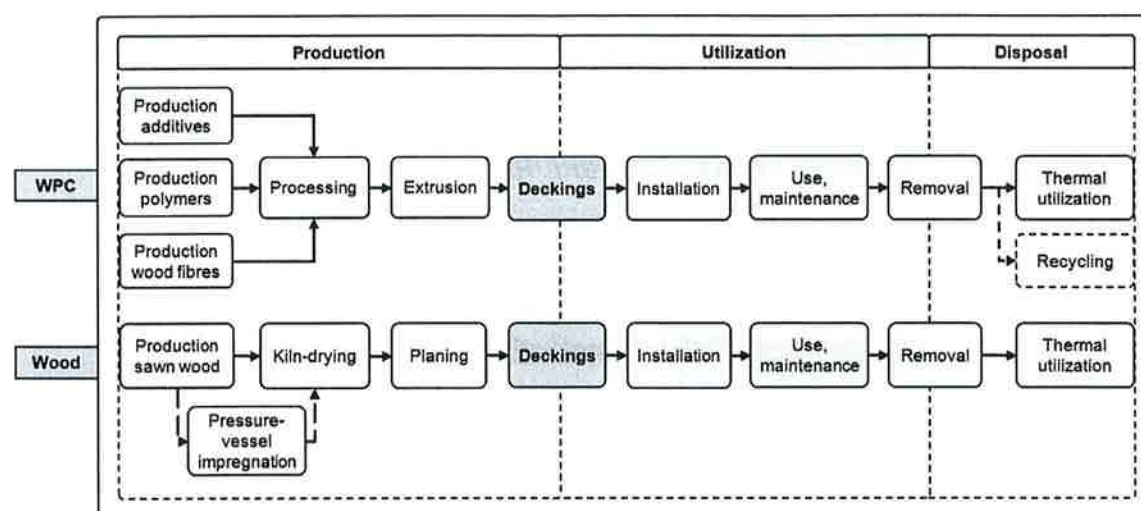 Production
Utilization
Disposal
Production
additives
WPC
Production
polymers
Processing
Extrusion
Deckings
Installation
Use,
maintenance
Removal
Thermal
utilization
Production
wood fibres
Recycling
Wood
Production
sawn wood
Kiln-drying
Planing
Deckings
Installation
Use,
maintenance
Removal
Thermal
utilization
Pressure-
vessel
impregnation